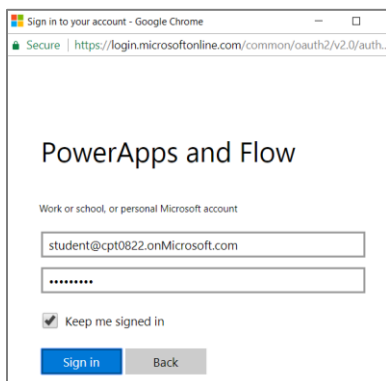 Sign in to your account - Google Chrome
Secure | https://login.microsoftonline.com/common/oauth2/v2.0/auth...
PowerApps and Flow
Work or school, or personal Microsoft account
student@cpt0822.onMicrosoft.com
•••••••••
Keep me signed in
Sign in Back